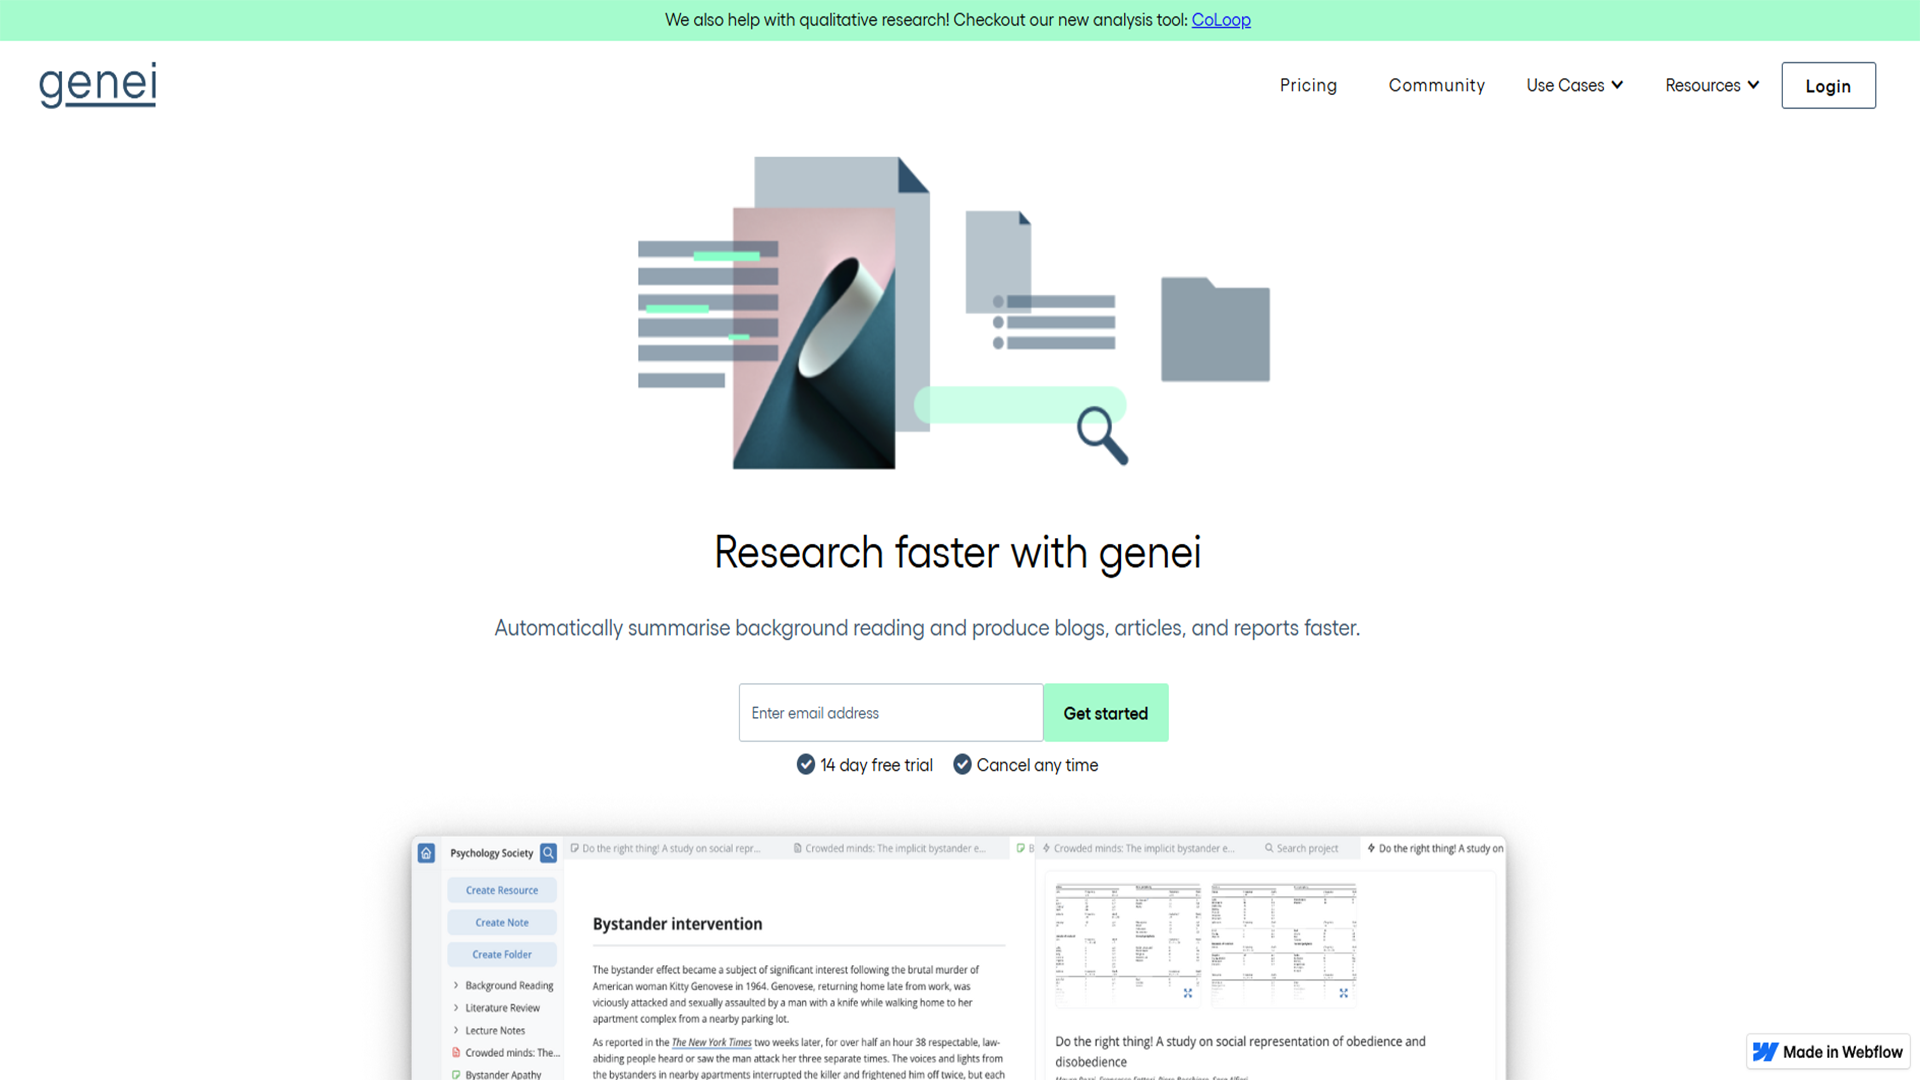 We also help with qualitative research! Checkout our new analysis tool: CoLoop
genei
Pricing
Community
Use Cases
Resources
Login
Research faster with genei
Automatically summarise background reading and produce blogs, articles, and reports faster.
Enter email address
Get started
14 day free trial
Cancel any time
Psychology Society
Do the right thing! A study on social repr...
Crowded minds: The implicit bystander e...
B
Crowded minds: The implicit bystander e...
Search project
Do the right thing! A study on
Create Resource
Create Note
Create Folder
Background Reading
Literature Review
Lecture Notes
Crowded minds: The...
Bystander Apathy
Bystander intervention
The bystander effect became a subject of significant interest following the brutal murder of
American woman Kitty Genovese in 1964. Genovese, returning home late from work, was
viciously attacked and sexually assaulted by a man with a knife while walking home to her
apartment complex from a nearby parking lot.
As reported in the The New York Times two weeks later, for over half an hour 38 respectable, law-
abiding people heard or saw the man attack her three separate times. The voices and lights from
the bystanders in nearby apartments interrupted the killer and frightened him off twice, but each
Do the right thing! A study on social representation of obedience and
disobedience
Made in Webflow